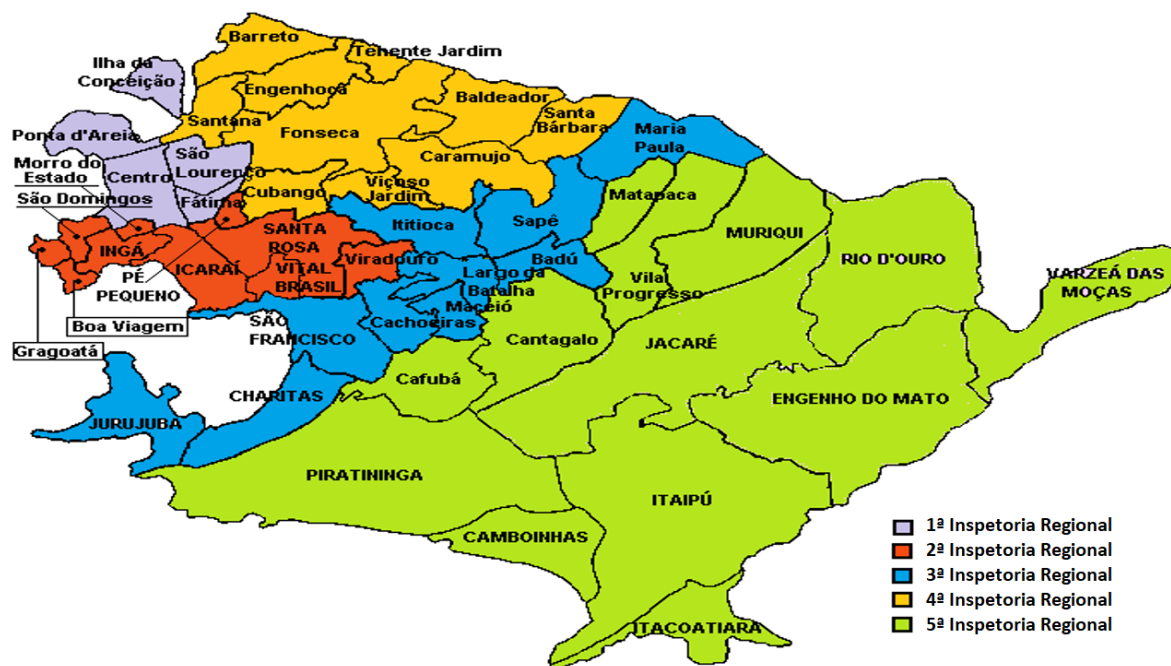 Barreto
Tehente Jardim
Ilha da
Conceição
Engenhoca
Baldeador
Santana
Santa
Bárbara
Fonseca
Ponta d'Areia
Maria
Paula
São
Lourenço
Caramujo
Morro do
Estado
Centro
Viçoso
Jardim
Cubango
Matapaca
São Domingos
Fátima
Ititioca
Sapê
SANTA
ROSA
MURIQUI
INGÁ
Viradouro
Badú
RIO D'OURO
ICARAÍ
VITAL
BRASIL
Largo da
Batalha
Vila
Progresso
VARZEÁ DAS
MOÇAS
PÉ
PEQUENO
Maceió
Boa Viagem
SÃO
FRANCISCO
Cachoeiras
Gragoatá
Cantagalo
JACARÉ
Cafubá
CHARITAS
ENGENHO DO MATO
JURUJUBA
PIRATININGA
ITAIPÚ
CAMBOINHAS
ITACOATIARA
1ª Inspetoria Regional
2ª Inspetoria Regional
3ª Inspetoria Regional
4ª Inspetoria Regional
5ª Inspetoria Regional